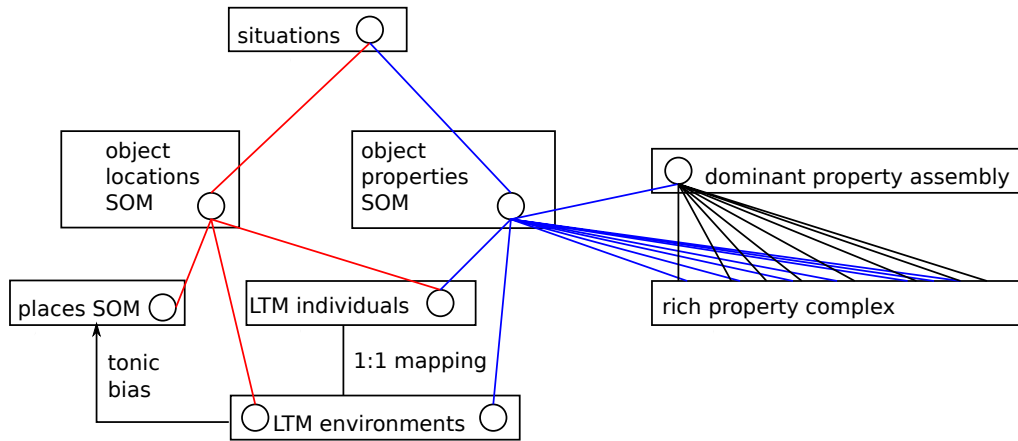 situations
object
locations
SOM
object
properties
SOM
dominant property assembly
places SOM
LTM individuals
rich property complex
tonic
bias
1:1 mapping
LTM environments